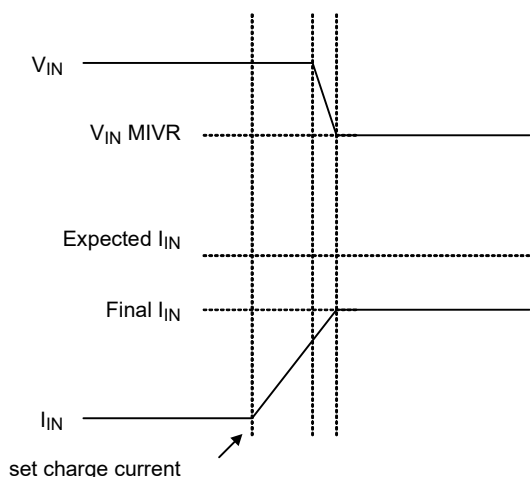 VIN
VIN MIVR
Expected IIN
Final IIN
IIN
set charge current